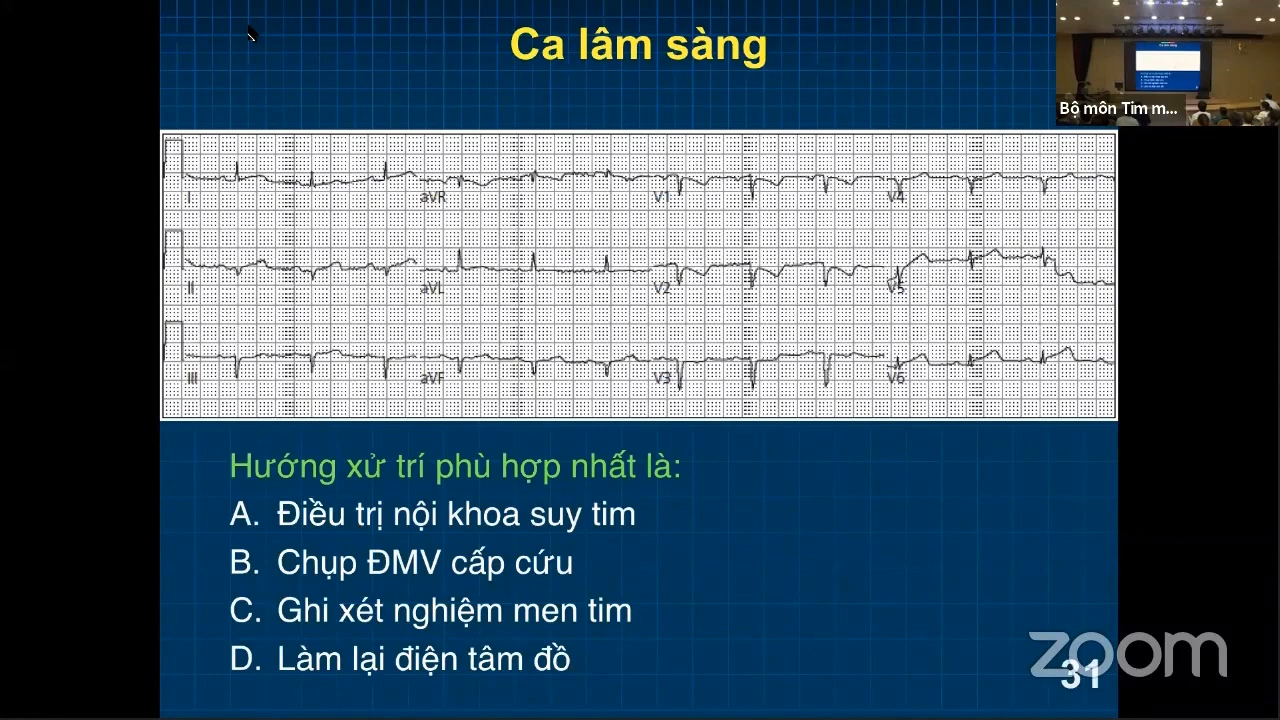 Ca lâm sàng
Bộ môn Tim m...
I
aVR
V1
V4
II
aVL
V2
V5
III
aVF
V3
V6
Hướng xử trí phù hợp nhất là:
A. Điều trị nội khoa suy tim
B. Chụp ĐMV cấp cứu
C. Ghi xét nghiệm men tim
D. Làm lại điện tâm đồ
zoom
31